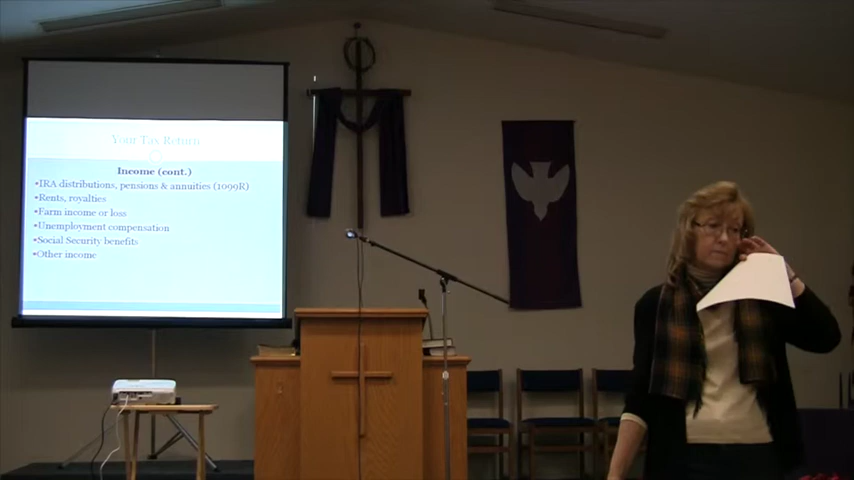 Your Tax Return
Income (cont.)
•IRA distributions, pensions & annuities (1099R)
•Rents, royalties
•Farm income or loss
•Unemployment compensation
•Social Security benefits
•Other income